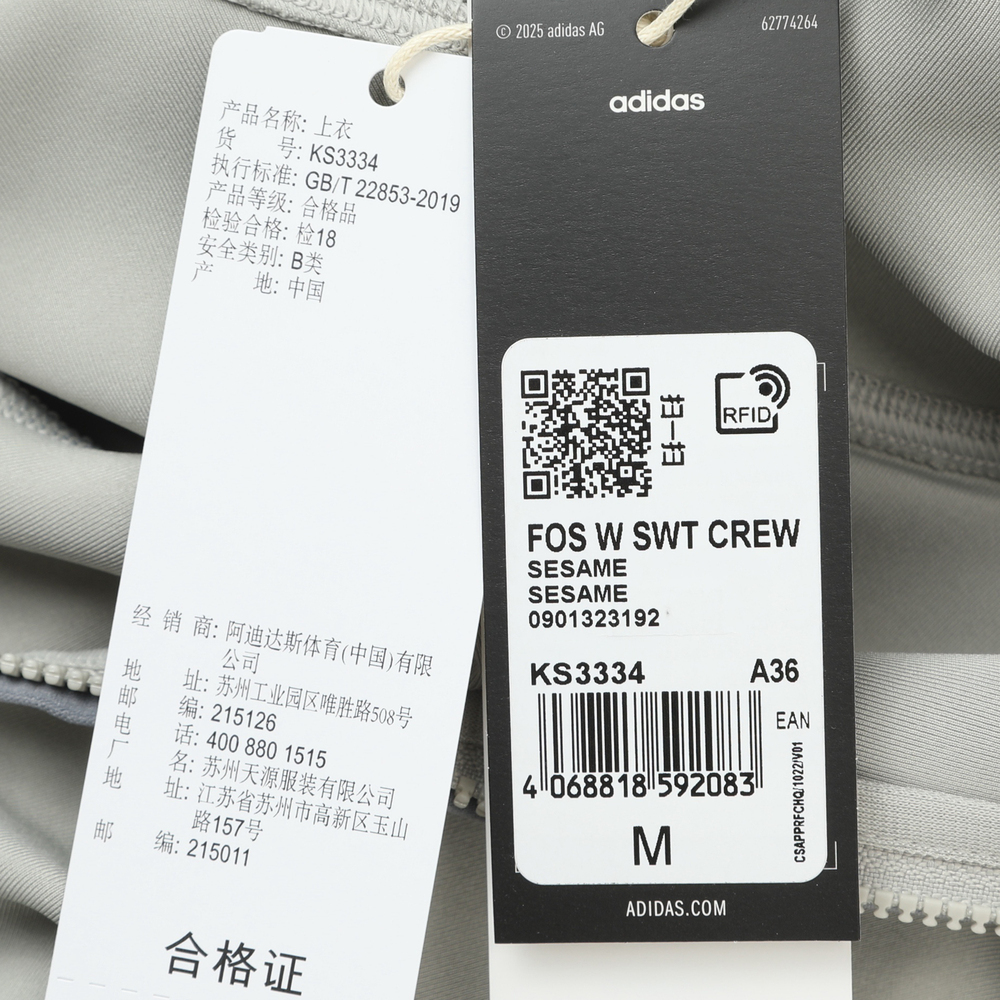 产品名称: 上衣
货 号: KS3334
执行标准: GB/T 22853-2019
产品等级: 合格品
检验合格: 检18
安全类别: B类
产 地: 中国
经 销 商: 阿迪达斯体育(中国)有限
公司
地 址: 苏州工业园区唯胜路508号
邮 编: 215126
电 话: 400 880 1515
厂 名: 苏州天源服装有限公司
地 址: 江苏省苏州市高新区玉山
路157号
邮 编: 215011
合格证
© 2025 adidas AG
62774264
adidas
扫一扫
RFID
FOS W SWT CREW
SESAME
SESAME
0901323192
KS3334 A36
EAN
4 068818 592083
CSAPPRFCHQ/1022/V01
M
ADIDAS.COM